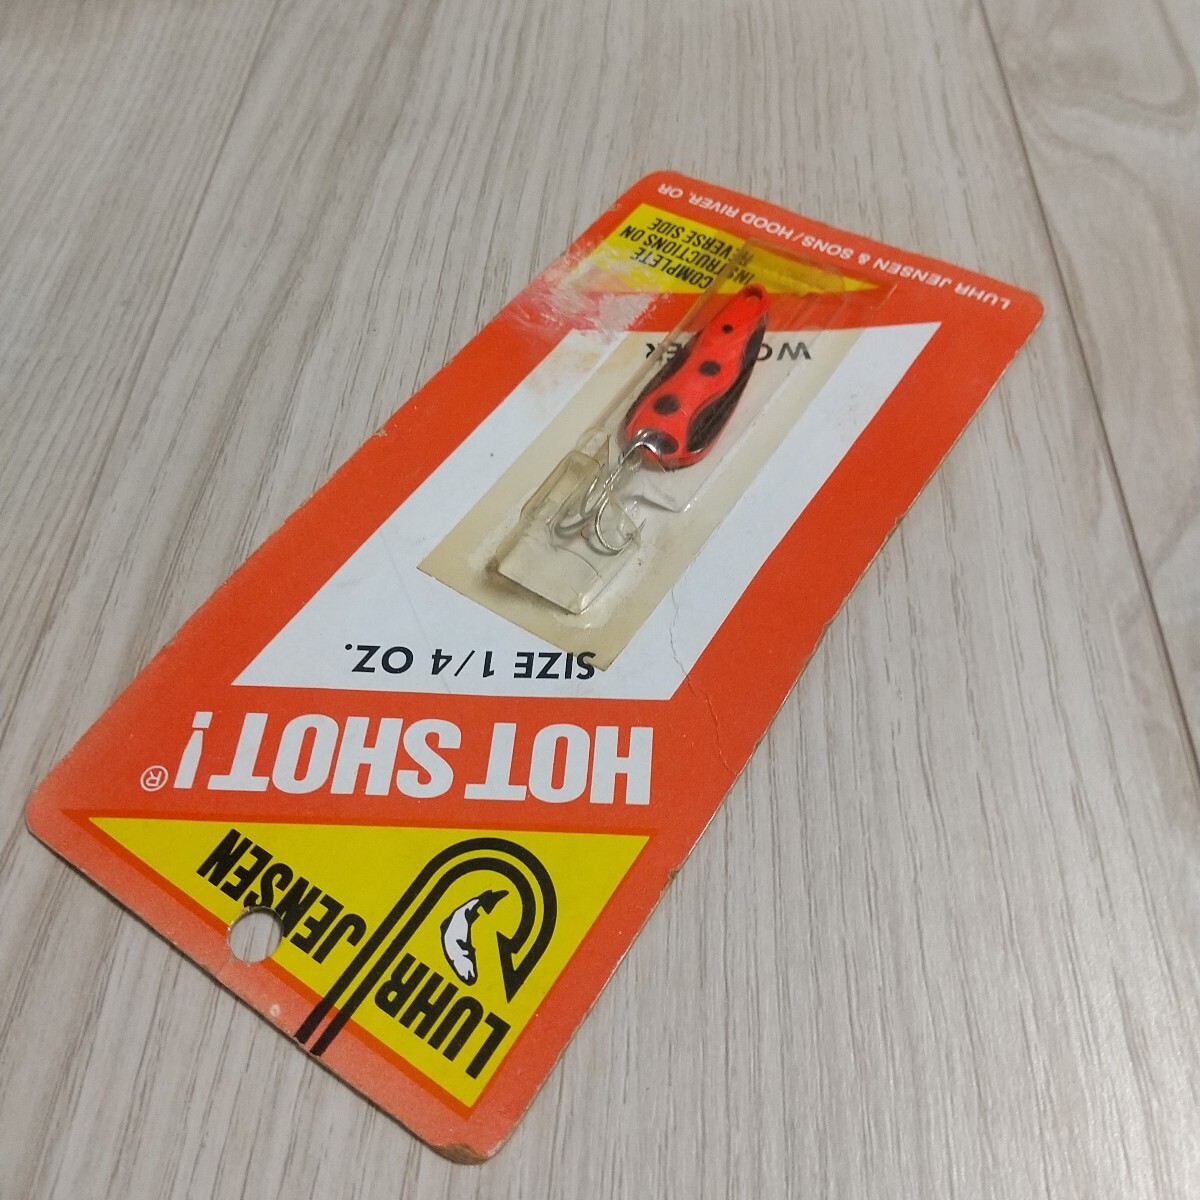 LUHR
JENSEN
HOT SHOT!®
SIZE 1/4 OZ.
COMPLETE
INSTRUCTIONS ON
REVERSE SIDE
LUHR JENSEN & SONS/HOOD RIVER, OR